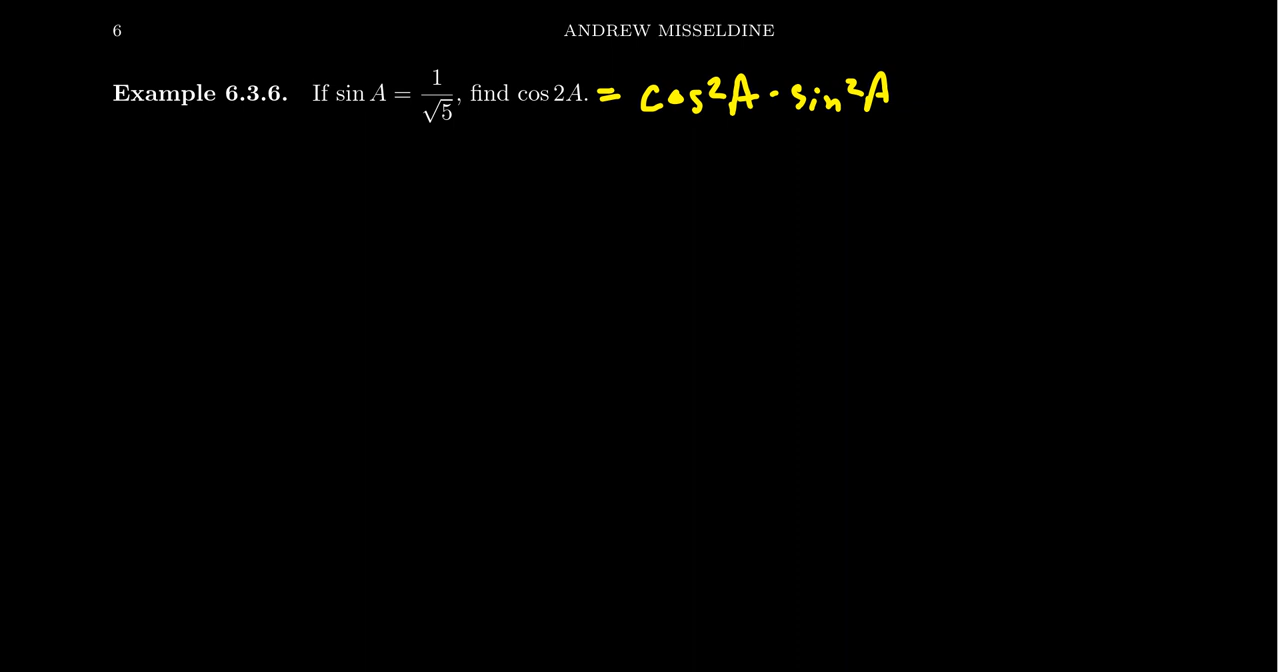 6 ANDREW MISSELDINE
Example 6.3.6. If sin A = 1/√5, find cos 2A. = cos²A - sin²A